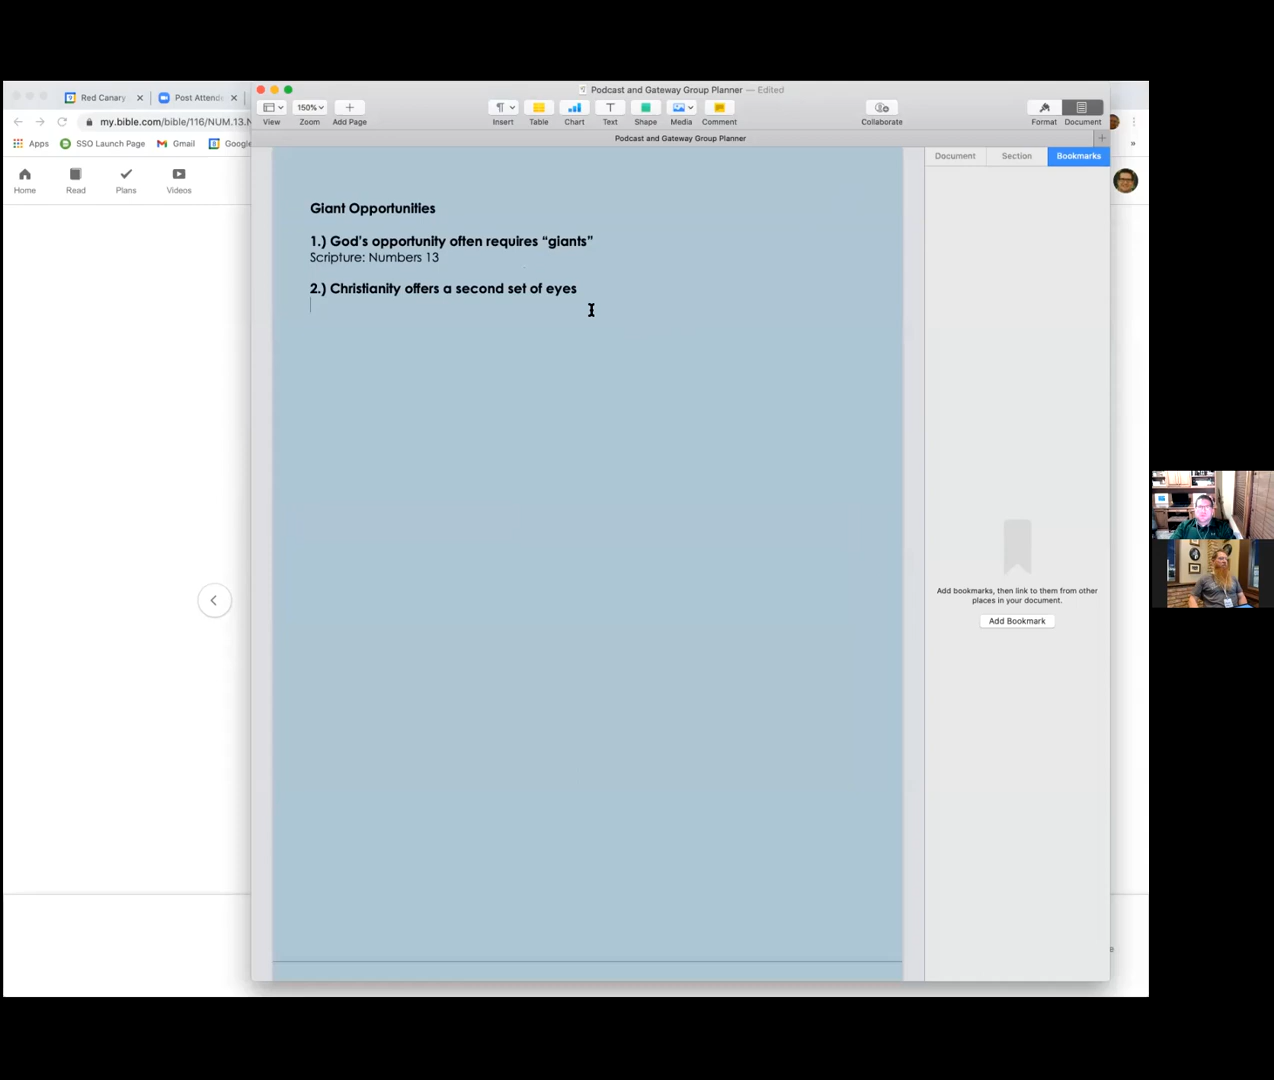 Podcast and Gateway Group Planner — Edited
Red Canary
Post Attende
150%
View
Zoom
Add Page
Insert
Table
Chart
Text
Shape
Media
Comment
Collaborate
Format
Document
my.bible.com/bible/116/NUM.13.N
Podcast and Gateway Group Planner
Apps
SSO Launch Page
Gmail
Google
Document
Section
Bookmarks
Home
Read
Plans
Videos
Giant Opportunities
1.) God’s opportunity often requires “giants”
Scripture: Numbers 13
2.) Christianity offers a second set of eyes
Add bookmarks, then link to them from other
places in your document.
Add Bookmark